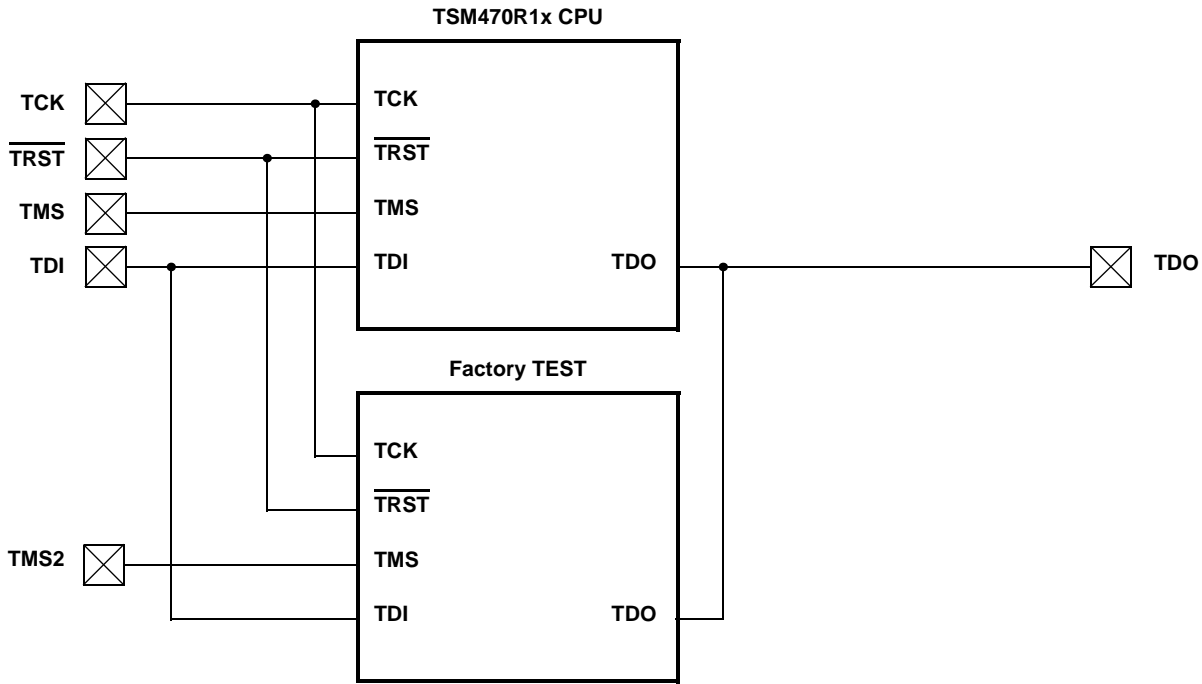 TSM470R1x CPU
TCK
TCK
TRST
TRST
TMS
TMS
TDI
TDI
TDO
TDO
Factory TEST
TCK
TRST
TMS2
TMS
TDI
TDO